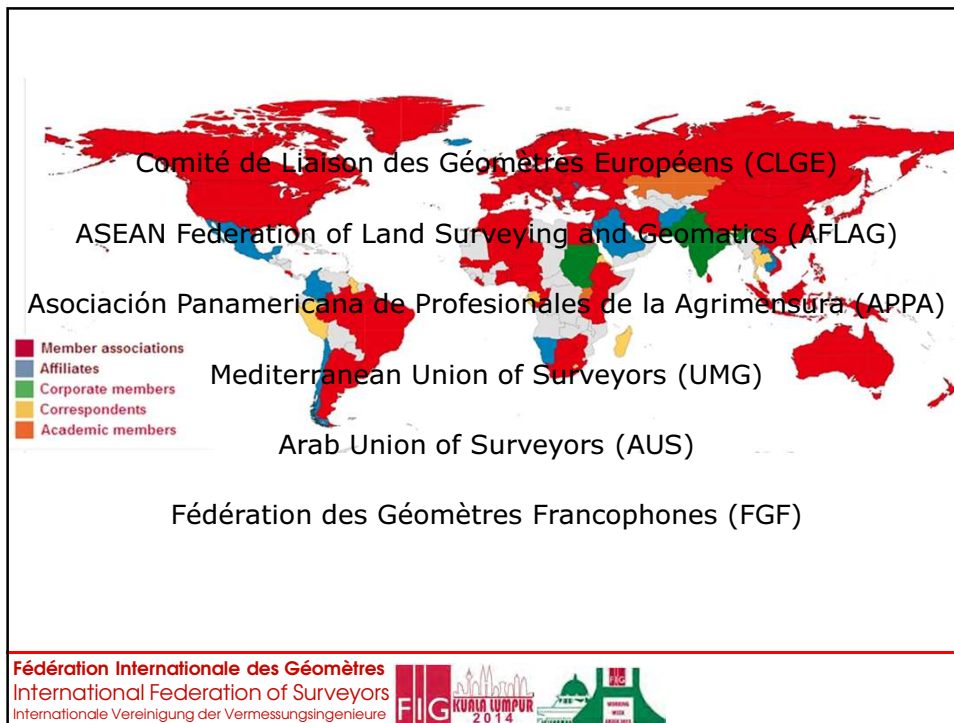 Comité de Liaison des Géomètres Européens (CLGE)
ASEAN Federation of Land Surveying and Geomatics (AFLAG)
Asociación Panamericana de Profesionales de la Agrimensura (APPA)
Member associations
Affiliates
Corporate members
Correspondents
Academic members
Mediterranean Union of Surveyors (UMG)
Arab Union of Surveyors (AUS)
Fédération des Géomètres Francophones (FGF)
Fédération Internationale des Géomètres
International Federation of Surveyors
Internationale Vereinigung der Vermessungsingenieure
FIG
KUALA LUMPUR
2014
FIG
WORKING
WEEK